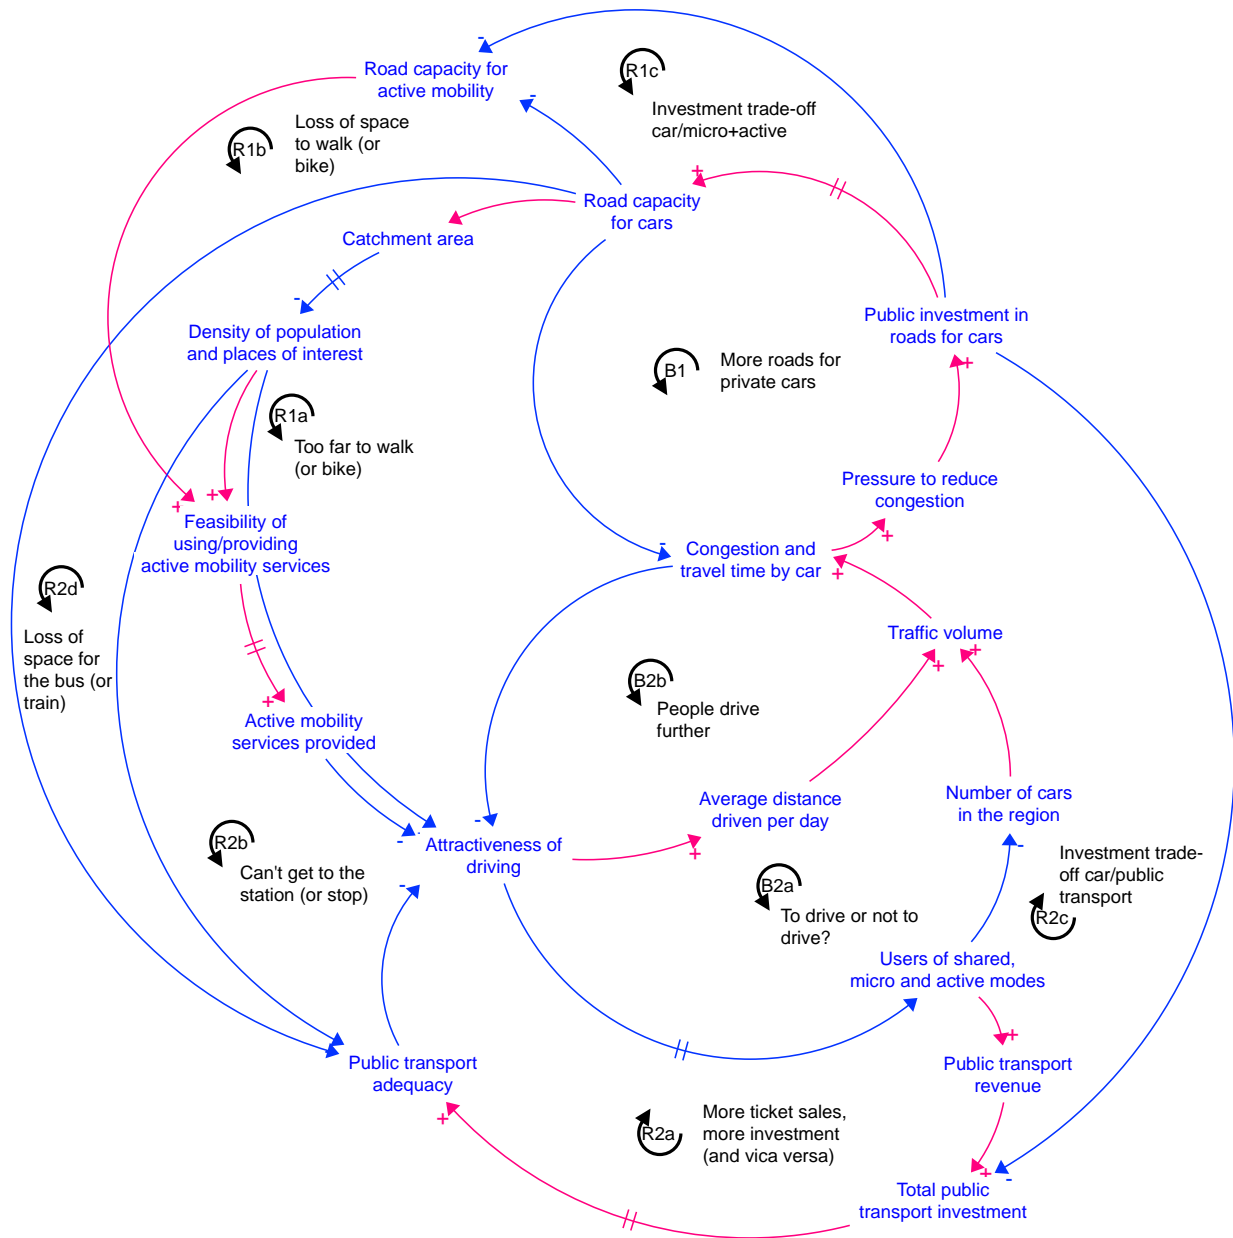 Road capacity for
active mobility
R1c
Investment trade-off
car/micro+active
R1b
Loss of space
to walk (or
bike)
Road capacity
for cars
Catchment area
Public investment in
roads for cars
Density of population
and places of interest
B1
More roads for
private cars
R1a
Too far to walk
(or bike)
Pressure to reduce
congestion
Feasibility of
using/providing
active mobility services
Congestion and
travel time by car
R2d
Loss of
space for
the bus (or
train)
Traffic volume
B2b
People drive
further
Active mobility
services provided
Average distance
driven per day
Number of cars
in the region
R2b
Can't get to the
station (or stop)
Attractiveness of
driving
B2a
To drive or not to
drive?
Investment trade-
off car/public
transport
R2c
Users of shared,
micro and active modes
Public transport
adequacy
Public transport
revenue
R2a
More ticket sales,
more investment
(and vica versa)
Total public
transport investment